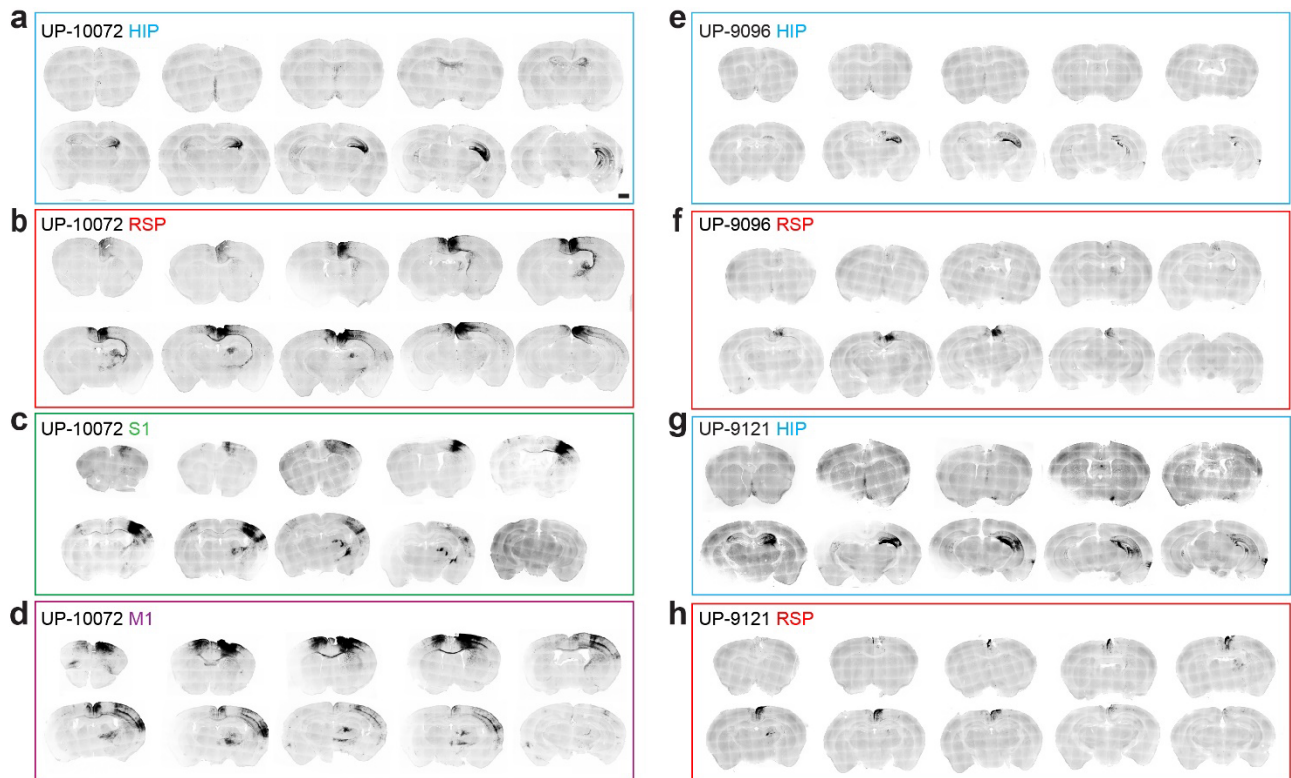 a
UP-10072 HIP
b
UP-10072 RSP
c
UP-10072 S1
d
UP-10072 M1
e
UP-9096 HIP
f
UP-9096 RSP
g
UP-9121 HIP
h
UP-9121 RSP